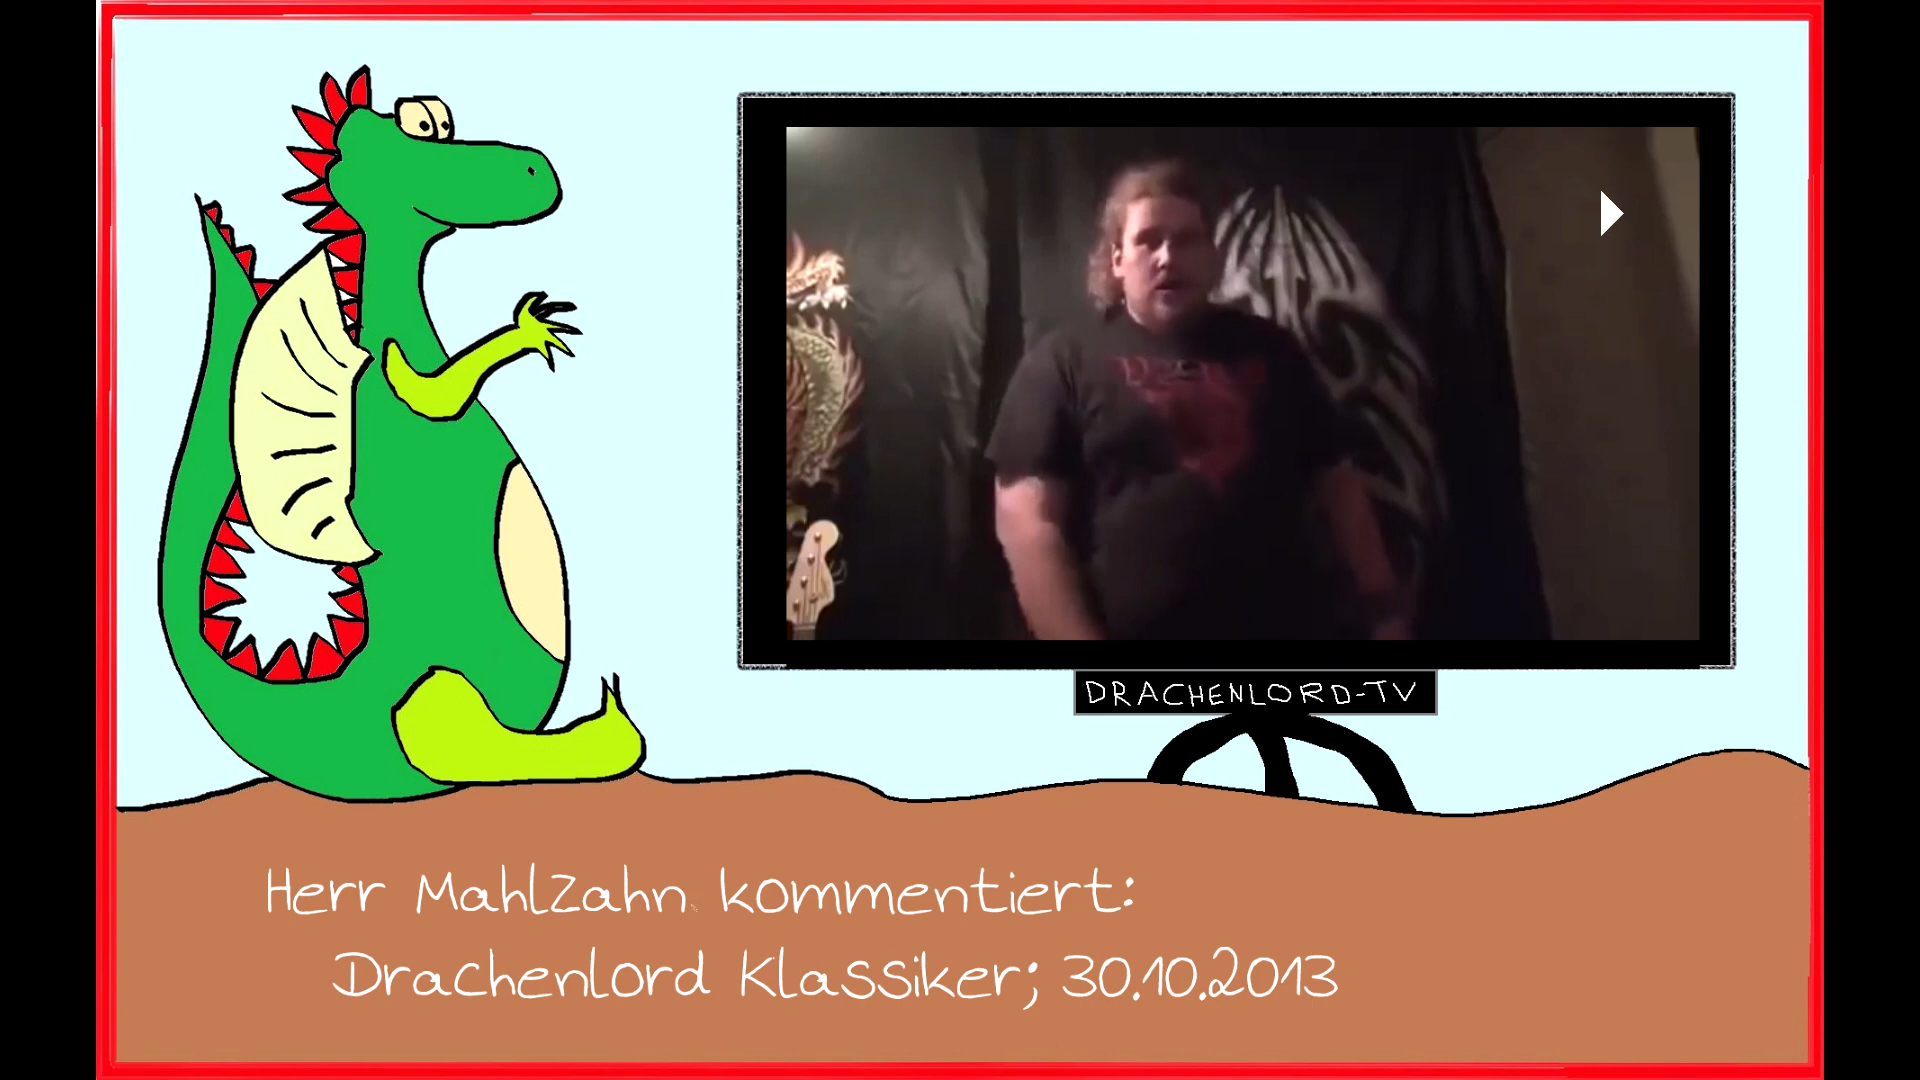 DRACHENLORD-TV
Herr Mahlzahn kommentiert:
Drachenlord Klassiker; 30.10.2013